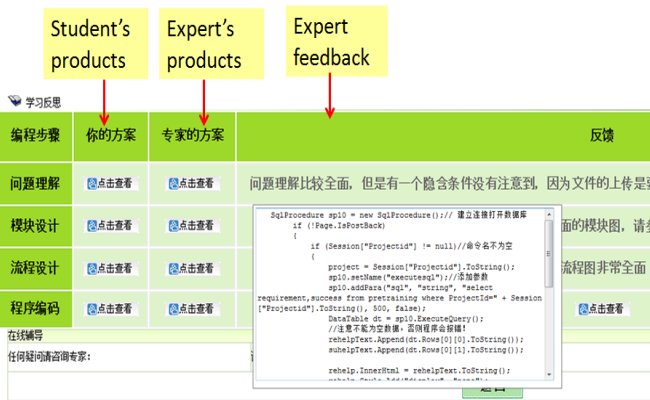 Student’s
products
Expert’s
products
Expert
feedback
学习反思
编程步骤 你的方案 专家的方案 反馈
问题理解 点击查看 点击查看 问题理解比较全面，但是有一个隐含条件没有注意到，因为文件的上传是
模块设计 点击查看 点击查看 面的模块图，请
流程设计 点击查看 点击查看 流程图非常全面
程序编码 点击查看 点击查看 点击查看
SqlProcedure sp10 = new SqlProcedure();// 建立连接打开数据库
if (!Page.IsPostBack)
{
if (Session["Projectid"] != null)//命令名不为空
{
project = Session["Projectid"].ToString();
sp10.setName("executesql");//添加参数
sp10.addPara("sql", "string", "select
requirement,success from pretraining where ProjectId=" + Session
["Projectid"].ToString(), 500, false);
DataTable dt = sp10.ExecuteQuery();
//注意不能为空数据，否则程序会报错！
rehelpText.Append(dt.Rows[0][0].ToString());
suhelpText.Append(dt.Rows[0][1].ToString());
rehelp.InnerHtml = rehelpText.ToString();
在线辅导
任何疑问请咨询专家：